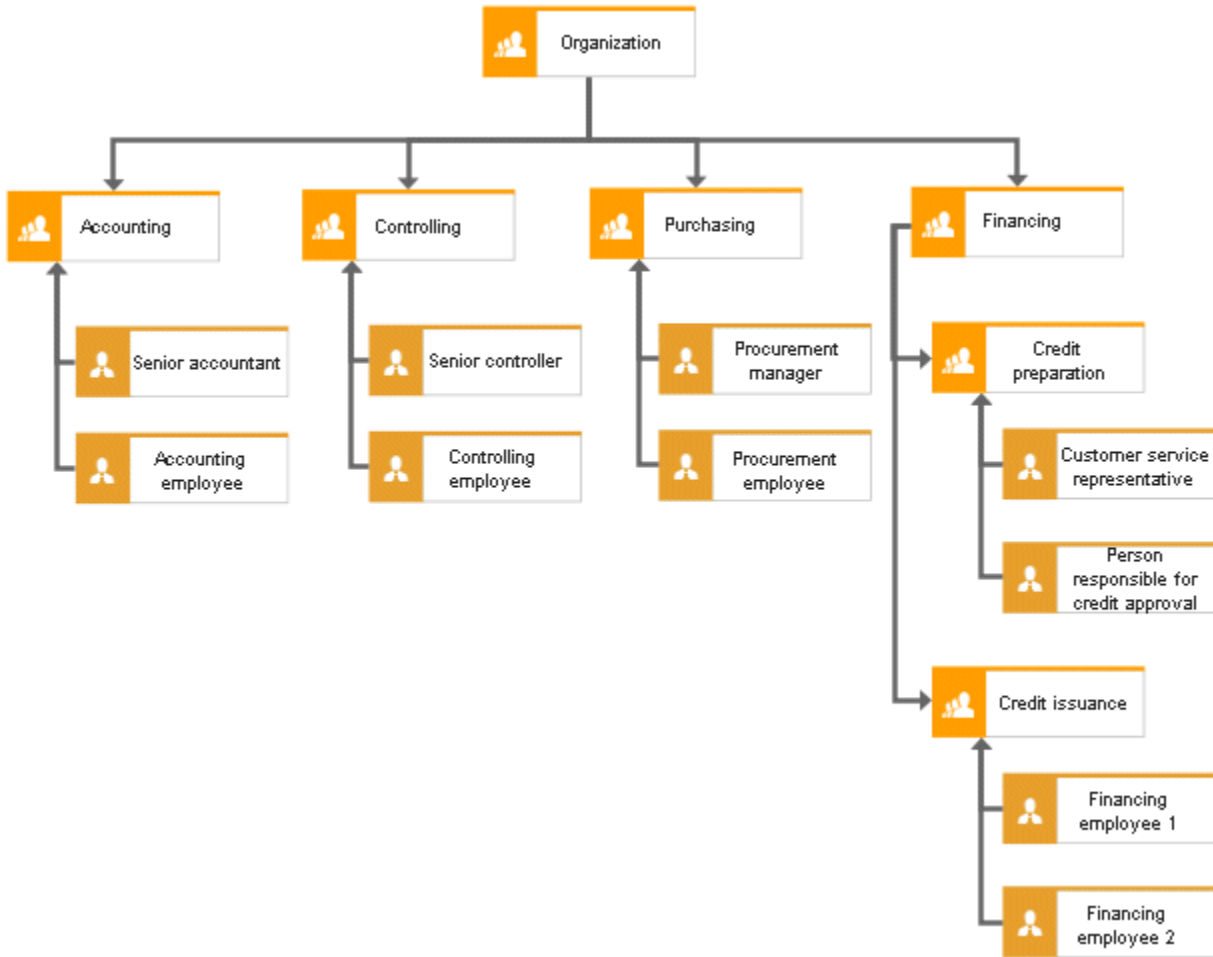 Organization
Accounting
Controlling
Purchasing
Financing
Senior accountant
Accounting
employee
Senior controller
Controlling
employee
Procurement
manager
Procurement
employee
Credit
preparation
Customer service
representative
Person
responsible for
credit approval
Credit issuance
Financing
employee 1
Financing
employee 2